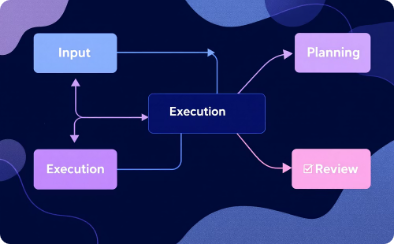 Input
Planning
Execution
Execution
☑ Review